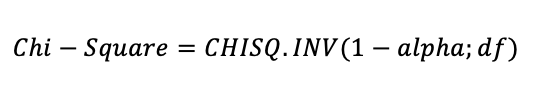 Chi − Square = CHISQ.INV(1 − alpha; df)